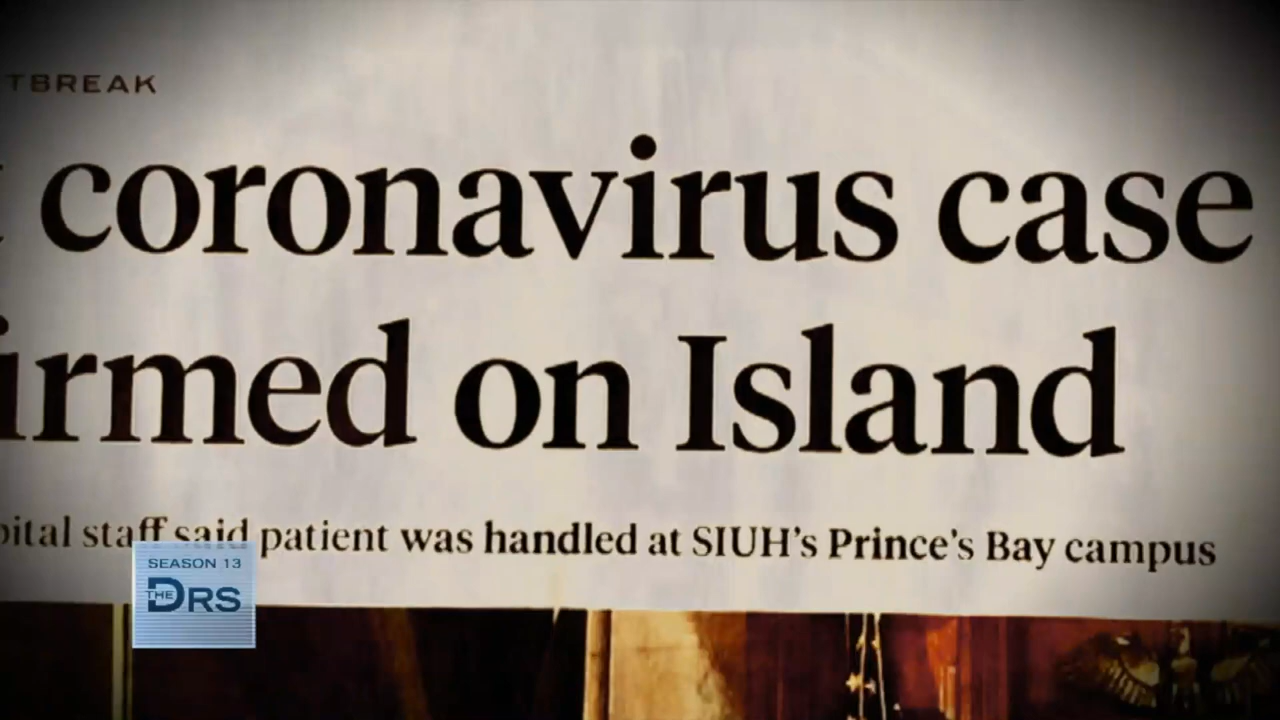 TBREAK
coronavirus case
irmed on Island
pital staff said patient was handled at SIUH's Prince's Bay campus
SEASON 13
THE DRS